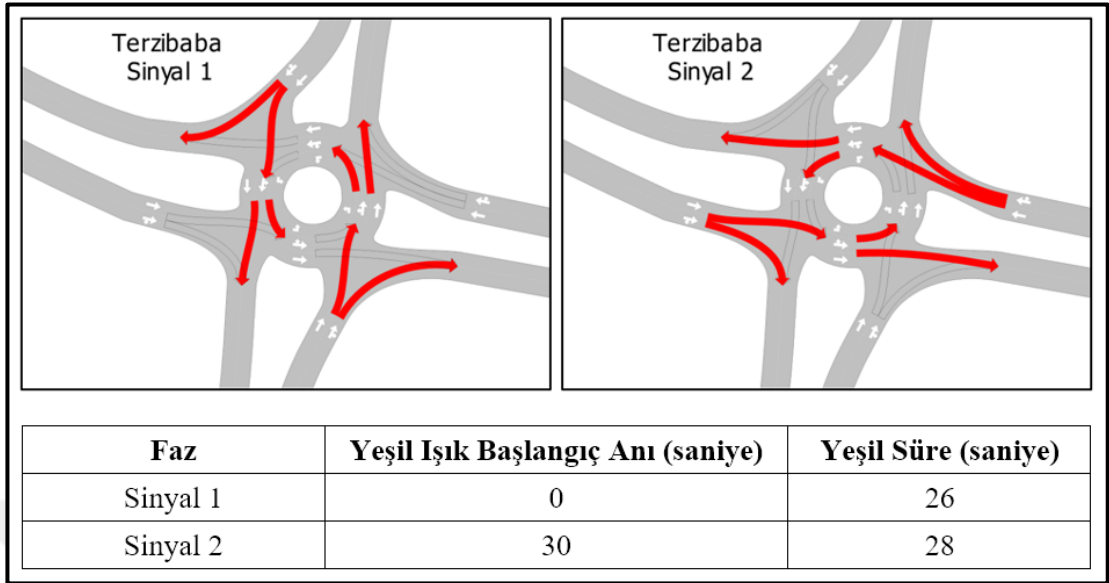 Terzibaba
Sinyal 1
Terzibaba
Sinyal 2
Faz Yeşil Işık Başlangıç Anı (saniye) Yeşil Süre (saniye)
Sinyal 1 0 26
Sinyal 2 30 28